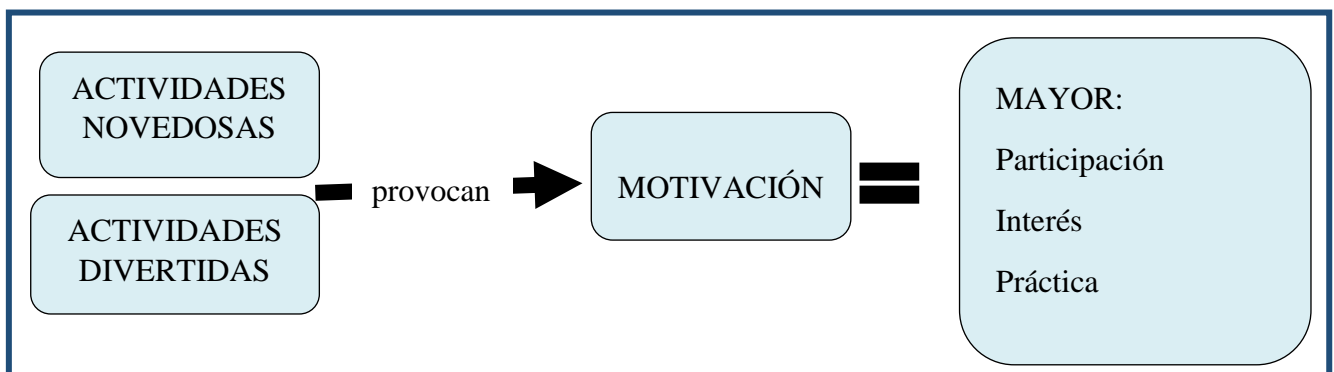 ACTIVIDADES
NOVEDOSAS
ACTIVIDADES
DIVERTIDAS
provocan
MOTIVACIÓN
MAYOR:
Participación
Interés
Práctica